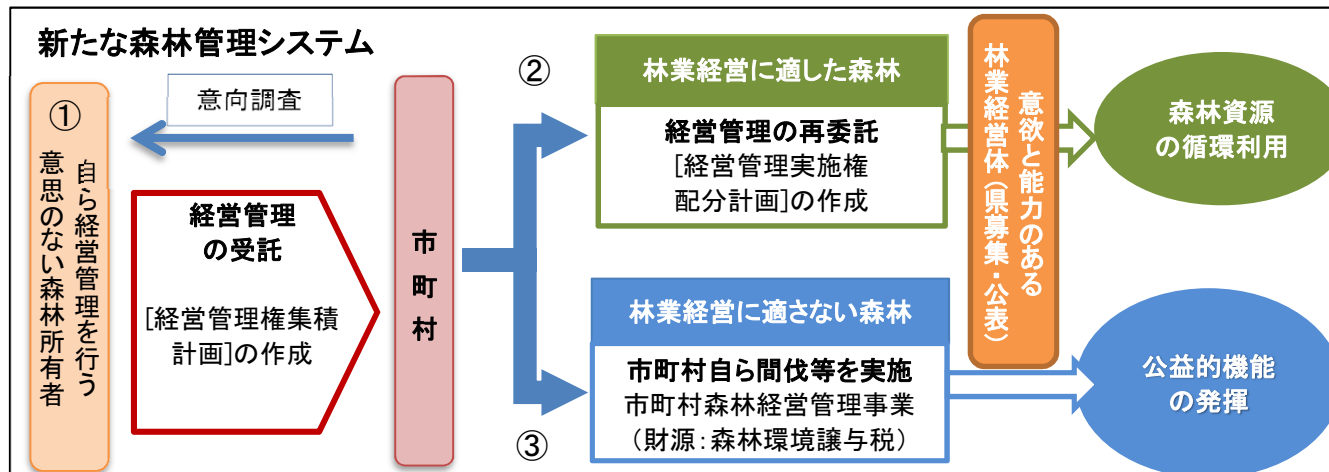 新たな森林管理システム
①
自ら経営管理を行う
意思のない森林所有者
意向調査
経営管理
の受託
[経営管理権集積
計画]の作成
市町村
②
林業経営に適した森林
経営管理の再委託
[経営管理実施権
配分計画]の作成
③
林業経営に適さない森林
市町村自ら間伐等を実施
市町村森林経営管理事業
(財源:森林環境譲与税)
意欲と能力のある
林業経営体(県募集・公表)
森林資源
の循環利用
公益的機能
の発揮